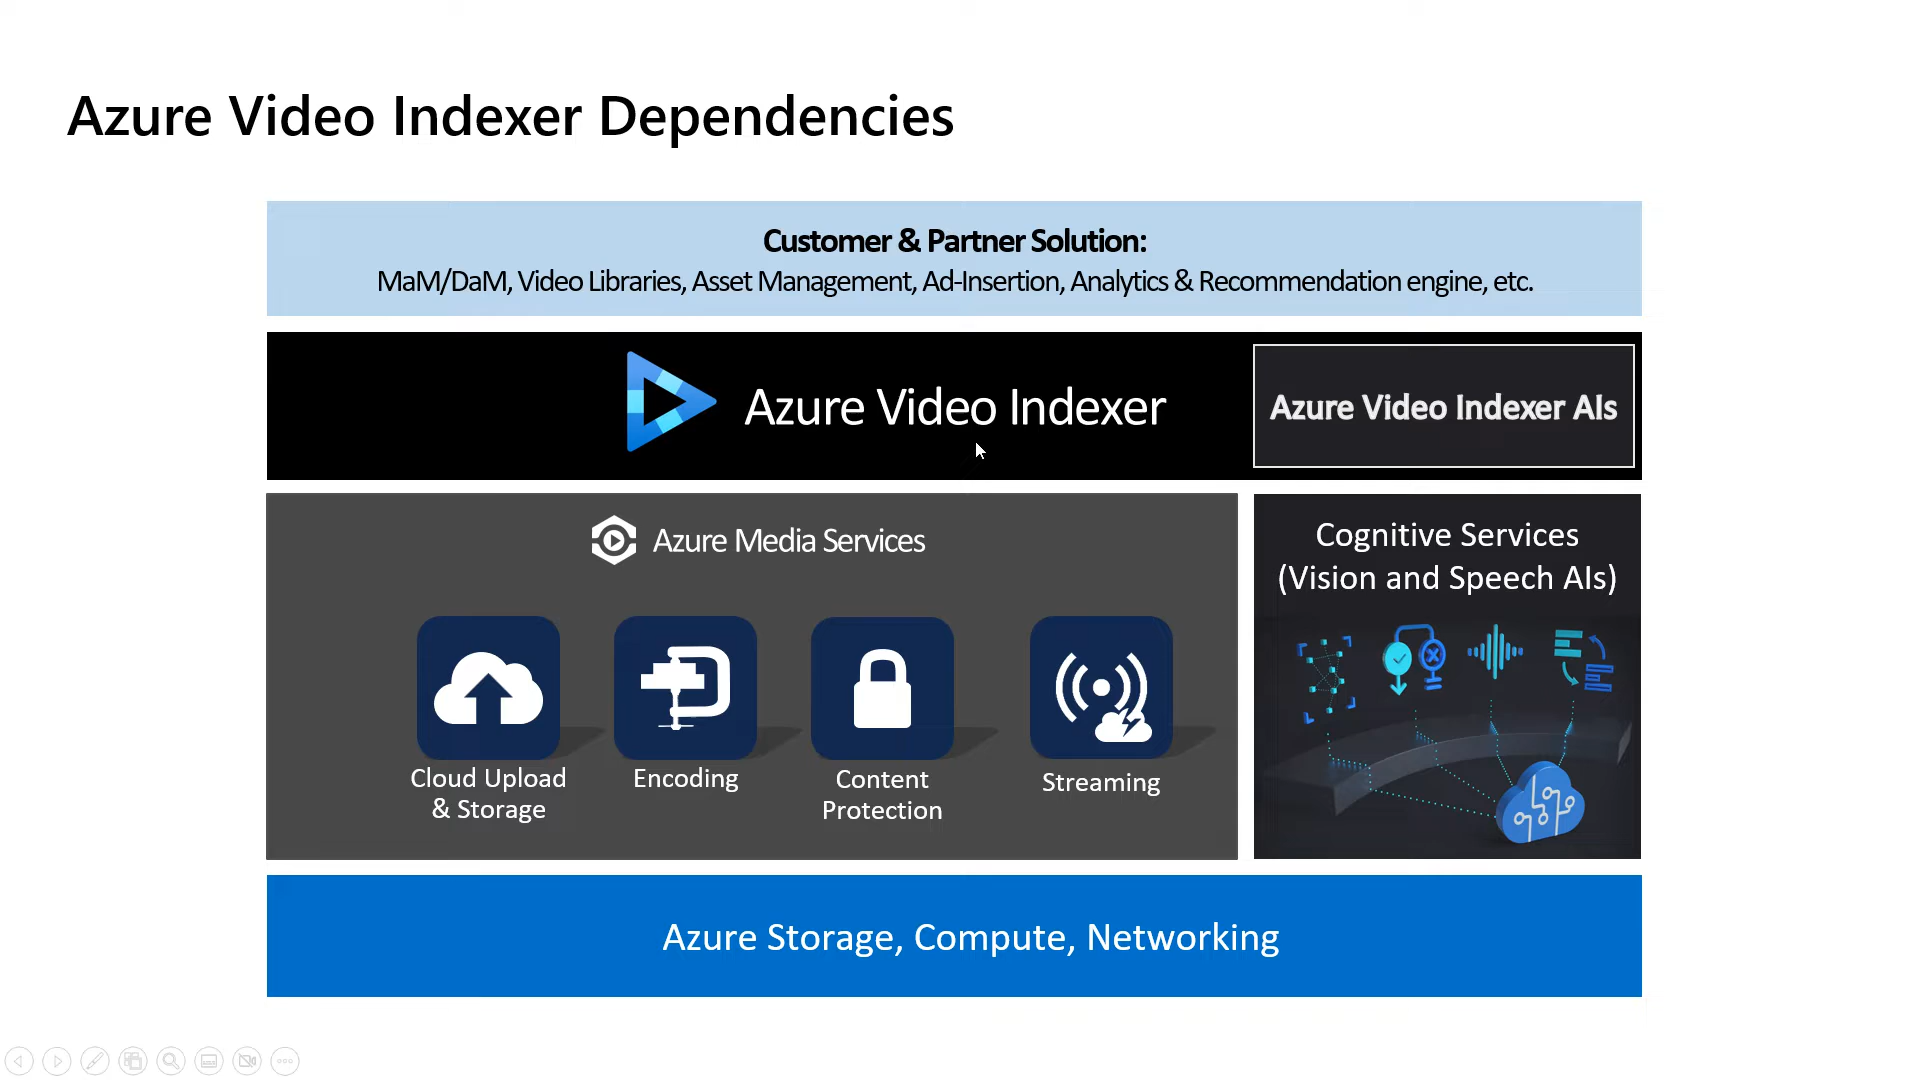 Azure Video Indexer Dependencies
Customer & Partner Solution:
MaM/DaM, Video Libraries, Asset Management, Ad-Insertion, Analytics & Recommendation engine, etc.
Azure Video Indexer
Azure Video Indexer AIs
Azure Media Services
Cloud Upload
& Storage
Encoding
Content
Protection
Streaming
Cognitive Services
(Vision and Speech AIs)
Azure Storage, Compute, Networking